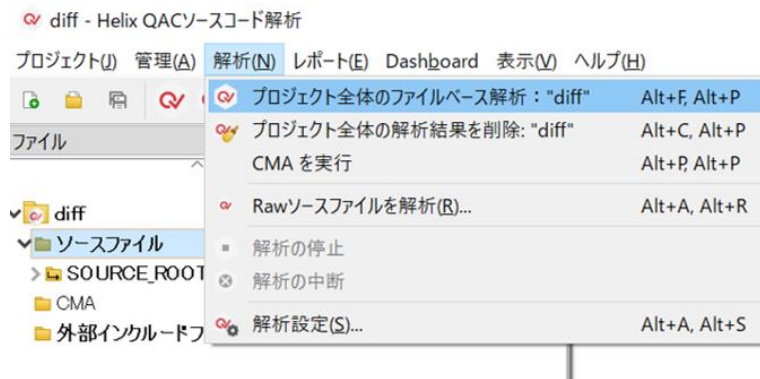 diff - Helix QACソースコード解析
プロジェクト(J) 管理(A) 解析(N) レポート(E) Dashboard 表示(V) ヘルプ(H)
プロジェクト全体のファイルベース解析："diff" Alt+F, Alt+P
プロジェクト全体の解析結果を削除: "diff" Alt+C, Alt+P
CMA を実行 Alt+P, Alt+P
Rawソースファイルを解析(R)... Alt+A, Alt+R
解析の停止
解析の中断
解析設定(S)... Alt+A, Alt+S
ファイル
diff
ソースファイル
SOURCE_ROOT
CMA
外部インクルードフ